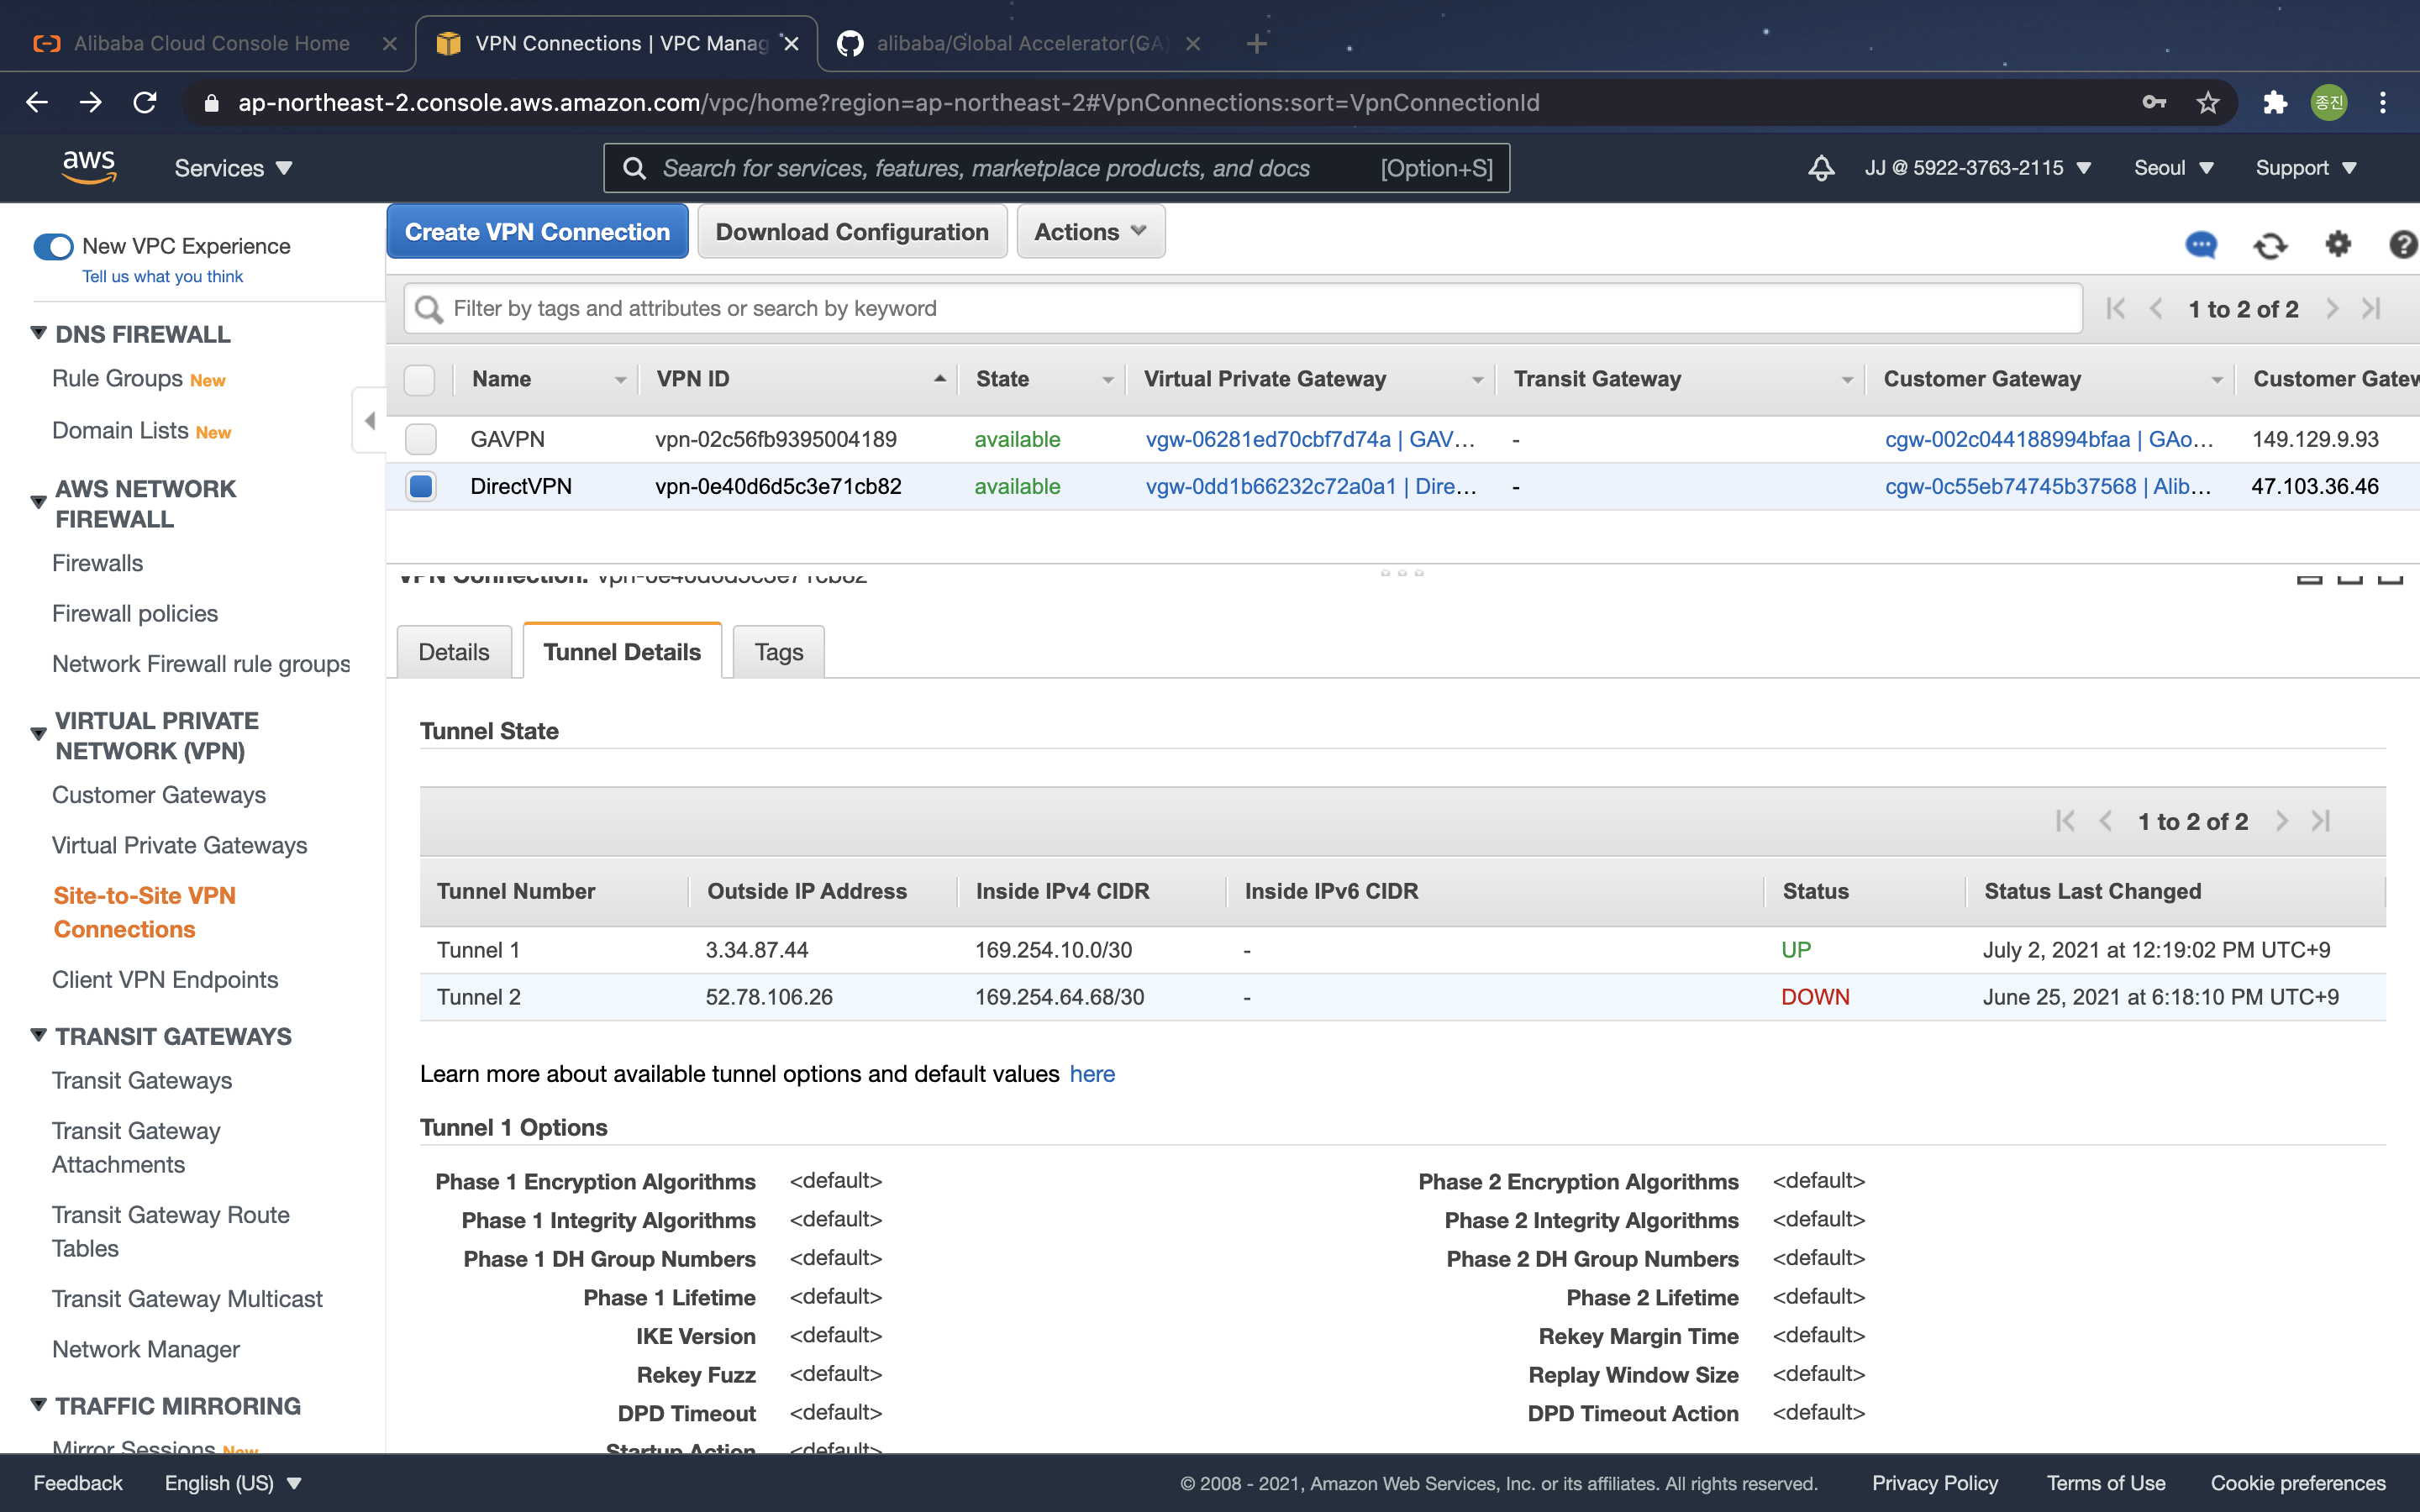 Alibaba Cloud Console Home
VPN Connections | VPC Manag
alibaba/Global Accelerator(GA)
ap-northeast-2.console.aws.amazon.com/vpc/home?region=ap-northeast-2#VpnConnections:sort=VpnConnectionId
종진
aws
Services
Search for services, features, marketplace products, and docs [Option+S]
JJ @ 5922-3763-2115
Seoul
Support
New VPC Experience
Tell us what you think
DNS FIREWALL
Rule Groups New
Domain Lists New
AWS NETWORK
FIREWALL
Firewalls
Firewall policies
Network Firewall rule groups
VIRTUAL PRIVATE
NETWORK (VPN)
Customer Gateways
Virtual Private Gateways
Site-to-Site VPN
Connections
Client VPN Endpoints
TRANSIT GATEWAYS
Transit Gateways
Transit Gateway
Attachments
Transit Gateway Route
Tables
Transit Gateway Multicast
Network Manager
TRAFFIC MIRRORING
Mirror Sessions New
Create VPN Connection
Download Configuration
Actions
Filter by tags and attributes or search by keyword
1 to 2 of 2
Name VPN ID State Virtual Private Gateway Transit Gateway Customer Gateway Customer Gatew
GAVPN vpn-02c56fb9395004189 available vgw-06281ed70cbf7d74a | GAV... - cgw-002c044188994bfaa | GAo... 149.129.9.93
DirectVPN vpn-0e40d6d5c3e71cb82 available vgw-0dd1b66232c72a0a1 | Dire... - cgw-0c55eb74745b37568 | Alib... 47.103.36.46
VPN Connection: vpn-0e40d6d5c3e71cb82
Details
Tunnel Details
Tags
Tunnel State
1 to 2 of 2
Tunnel Number Outside IP Address Inside IPv4 CIDR Inside IPv6 CIDR Status Status Last Changed
Tunnel 1 3.34.87.44 169.254.10.0/30 - UP July 2, 2021 at 12:19:02 PM UTC+9
Tunnel 2 52.78.106.26 169.254.64.68/30 - DOWN June 25, 2021 at 6:18:10 PM UTC+9
Learn more about available tunnel options and default values here
Tunnel 1 Options
Phase 1 Encryption Algorithms <default> Phase 2 Encryption Algorithms <default>
Phase 1 Integrity Algorithms <default> Phase 2 Integrity Algorithms <default>
Phase 1 DH Group Numbers <default> Phase 2 DH Group Numbers <default>
Phase 1 Lifetime <default> Phase 2 Lifetime <default>
IKE Version <default> Rekey Margin Time <default>
Rekey Fuzz <default> Replay Window Size <default>
DPD Timeout <default> DPD Timeout Action <default>
Startup Action <default>
Feedback
English (US)
© 2008 - 2021, Amazon Web Services, Inc. or its affiliates. All rights reserved.
Privacy Policy
Terms of Use
Cookie preferences